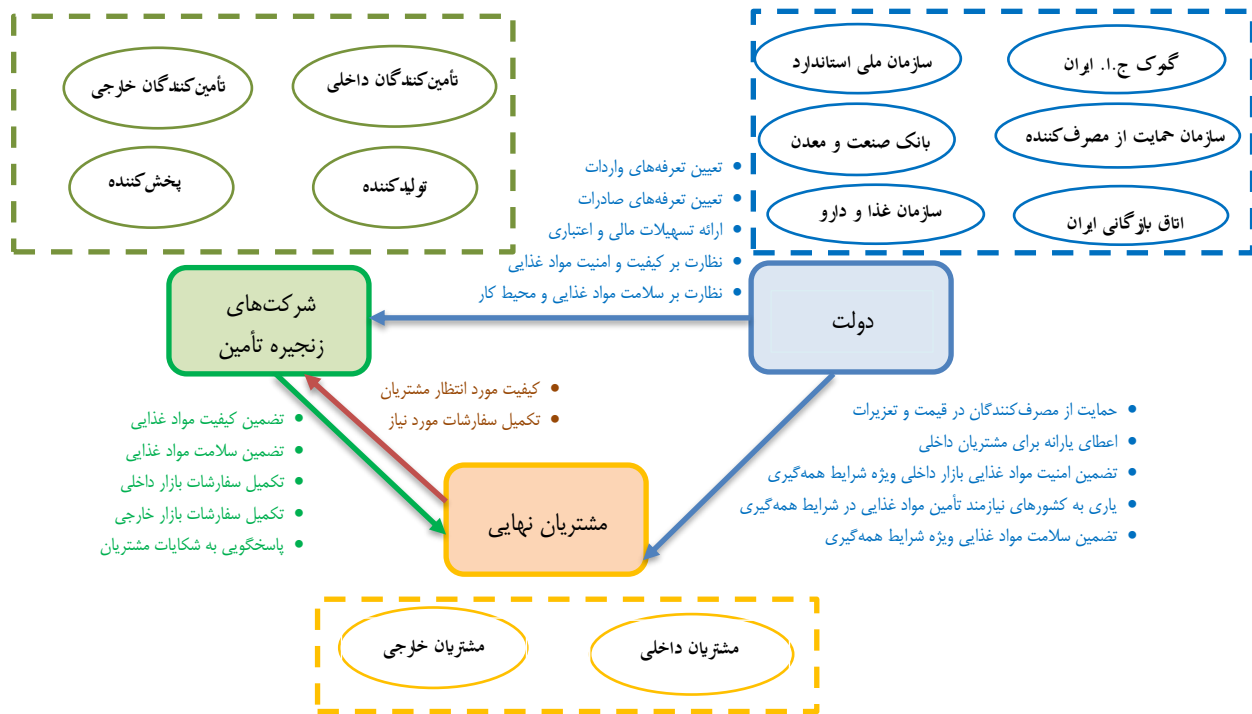 گمرک ج.ا. ایران
سازمان ملی استاندارد
سازمان حمایت از مصرف‌کننده
بانک صنعت و معدن
اتاق بازرگانی ایران
سازمان غذا و دارو
تأمین‌کنندگان داخلی
تأمین‌کنندگان خارجی
تولیدکننده
پخش‌کننده
• تعیین تعرفه‌های واردات
• تعیین تعرفه‌های صادرات
• ارائه تسهیلات مالی و اعتباری
• نظارت بر کیفیت و امنیت مواد غذایی
• نظارت بر سلامت مواد غذایی و محیط کار
دولت
شرکت‌های
زنجیره تأمین
• کیفیت مورد انتظار مشتریان
• تکمیل سفارشات مورد نیاز
• حمایت از مصرف‌کنندگان در قیمت و تعزیرات
• اعطای یارانه برای مشتریان داخلی
• تضمین امنیت مواد غذایی بازار داخلی ویژه شرایط همه‌گیری
• یاری به کشورهای نیازمند تأمین مواد غذایی در شرایط همه‌گیری
• تضمین سلامت مواد غذایی ویژه شرایط همه‌گیری
• تضمین کیفیت مواد غذایی
• تضمین سلامت مواد غذایی
• تکمیل سفارشات بازار داخلی
• تکمیل سفارشات بازار خارجی
• پاسخگویی به شکایات مشتریان
مشتریان نهایی
مشتریان داخلی
مشتریان خارجی